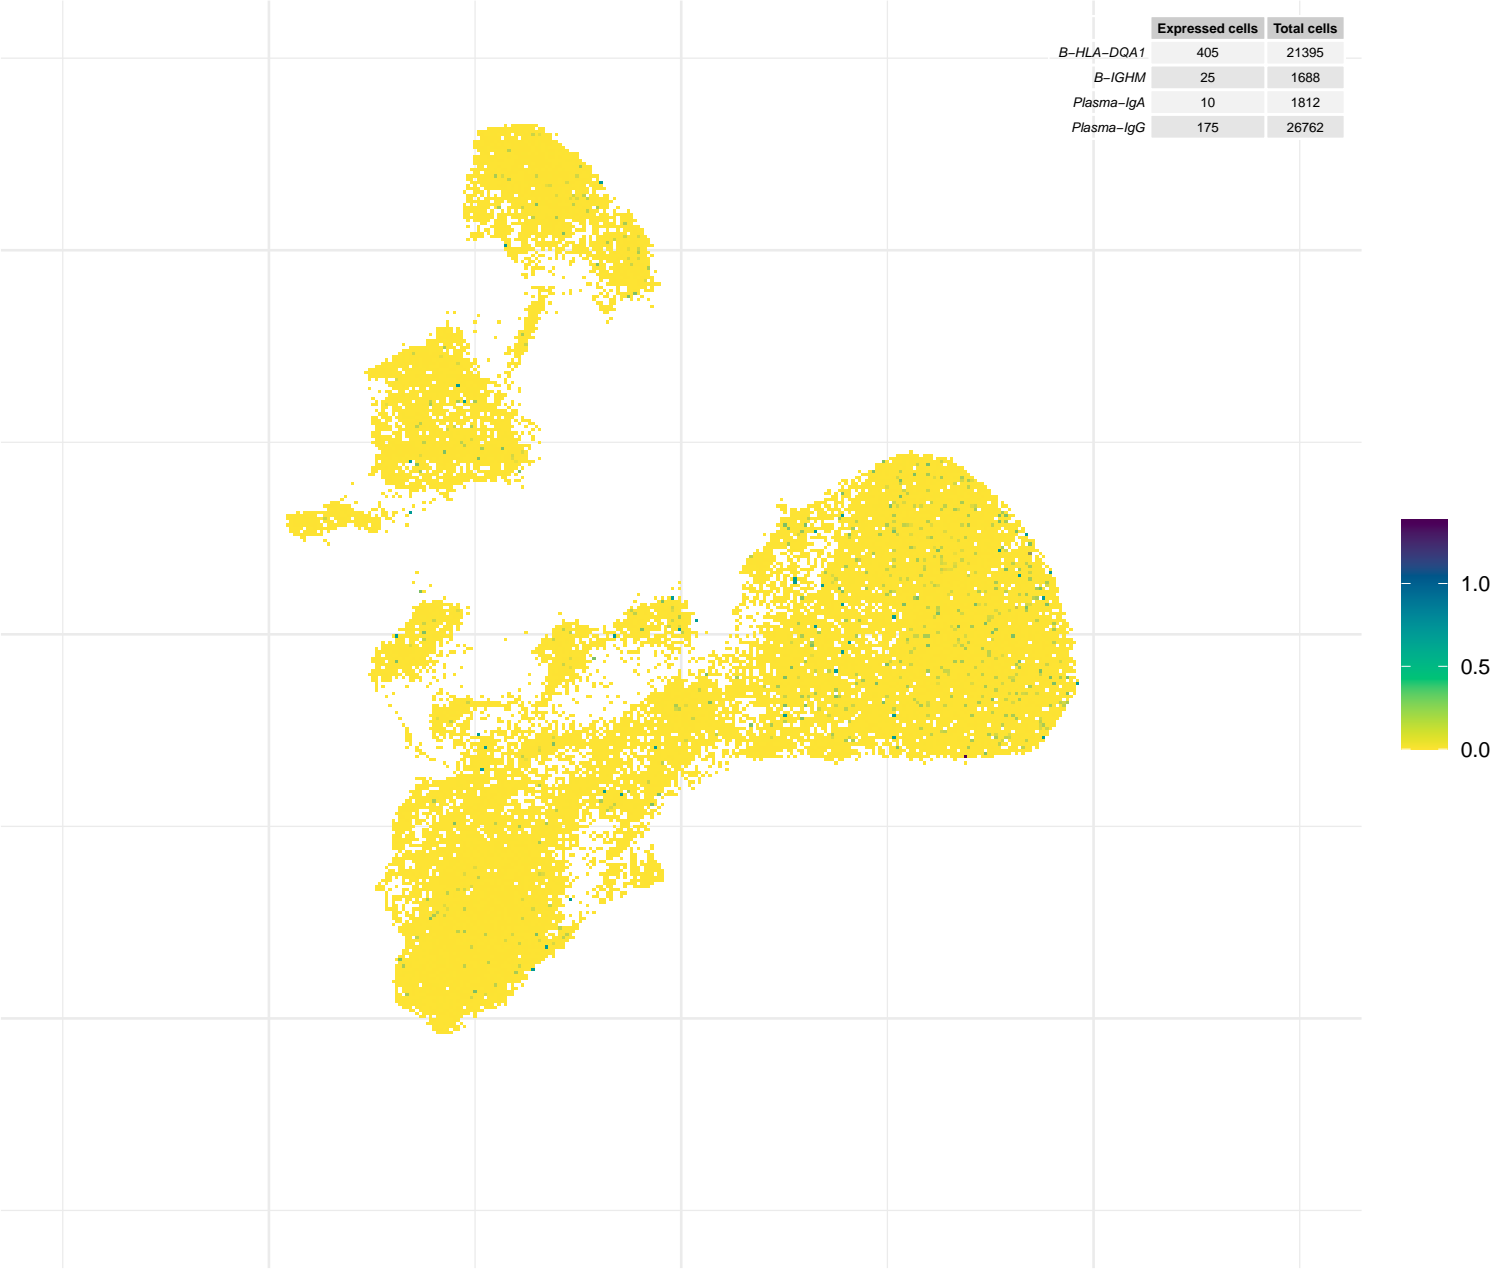 Expressed cells Total cells
B−HLA−DQA1 405 21395
B−IGHM 25 1688
Plasma−IgA 10 1812
Plasma−IgG 175 26762
1.0
0.5
0.0